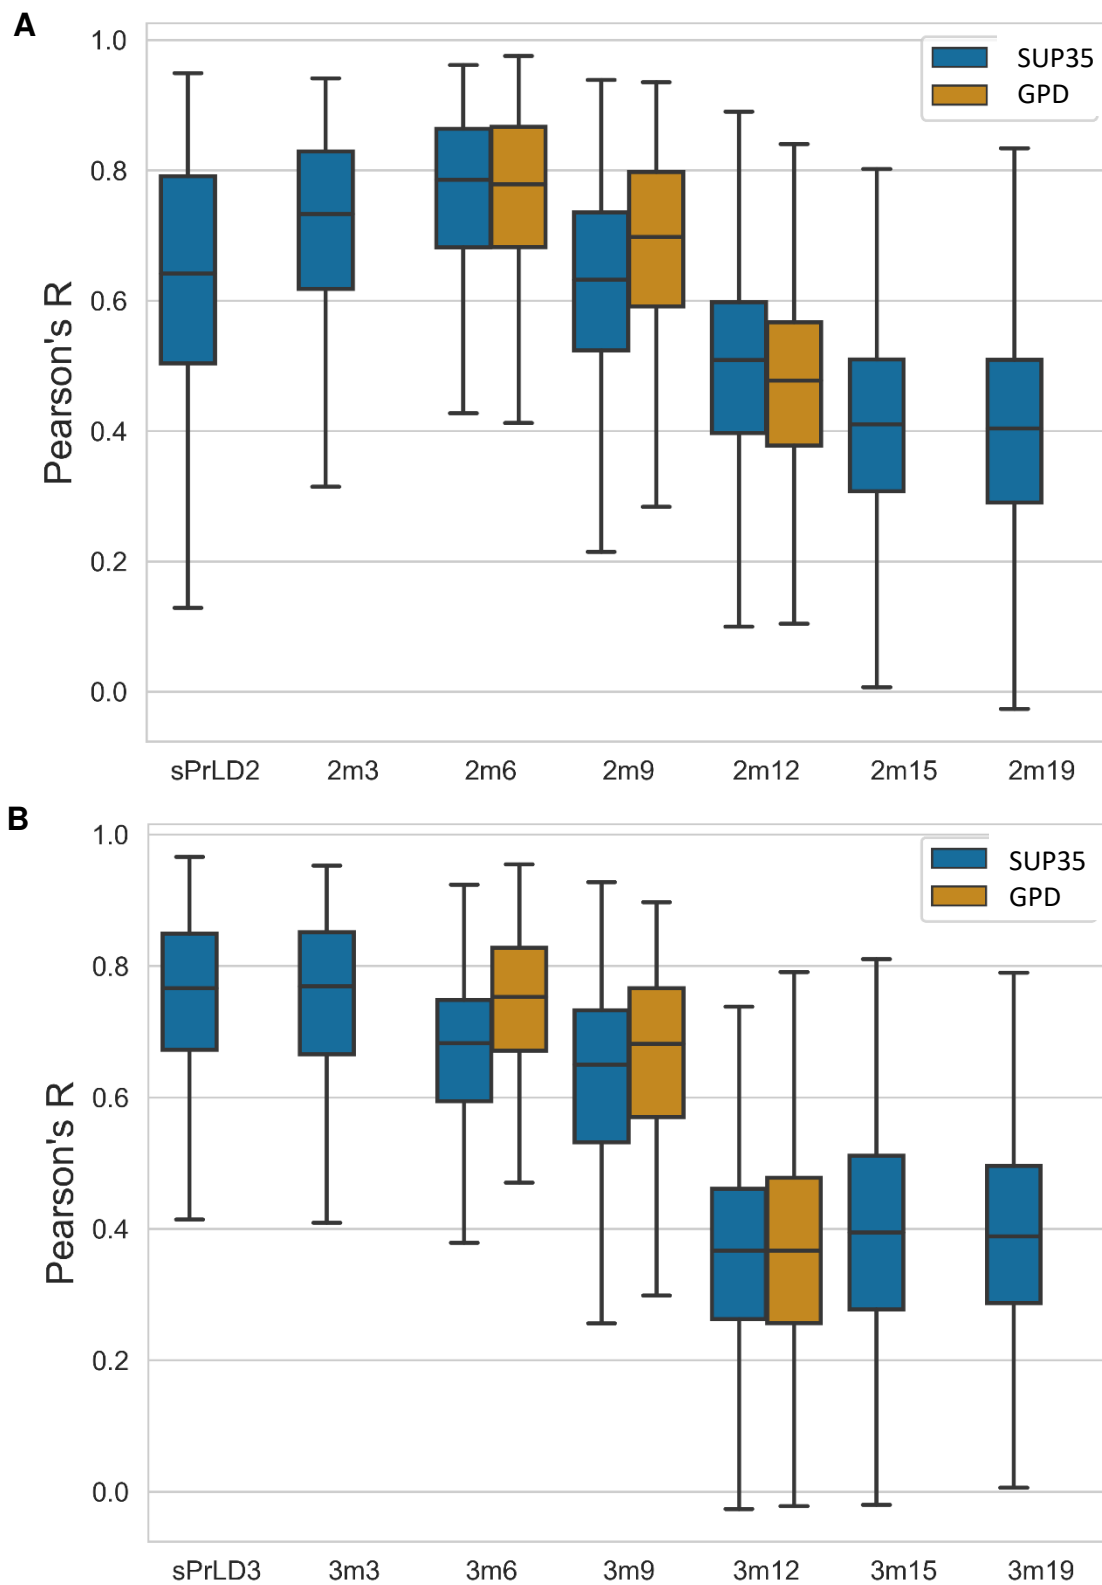 A
1.0
0.8
0.6
0.4
0.2
0.0
Pearson's R
SUP35
GPD
sPrLD2 2m3 2m6 2m9 2m12 2m15 2m19
B
1.0
0.8
0.6
0.4
0.2
0.0
Pearson's R
SUP35
GPD
sPrLD3 3m3 3m6 3m9 3m12 3m15 3m19